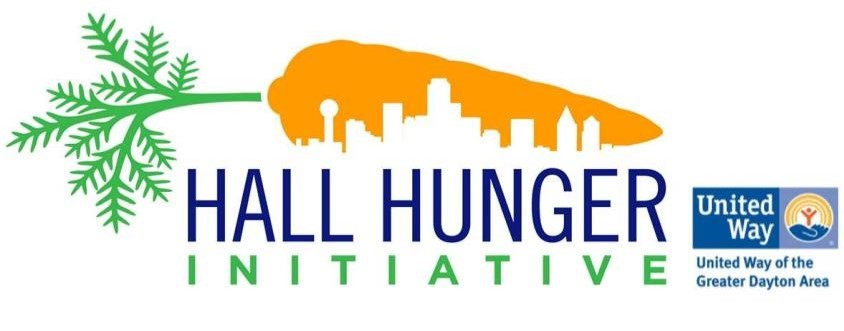 HALL HUNGER
INITIATIVE
United
Way
United Way of the
Greater Dayton Area